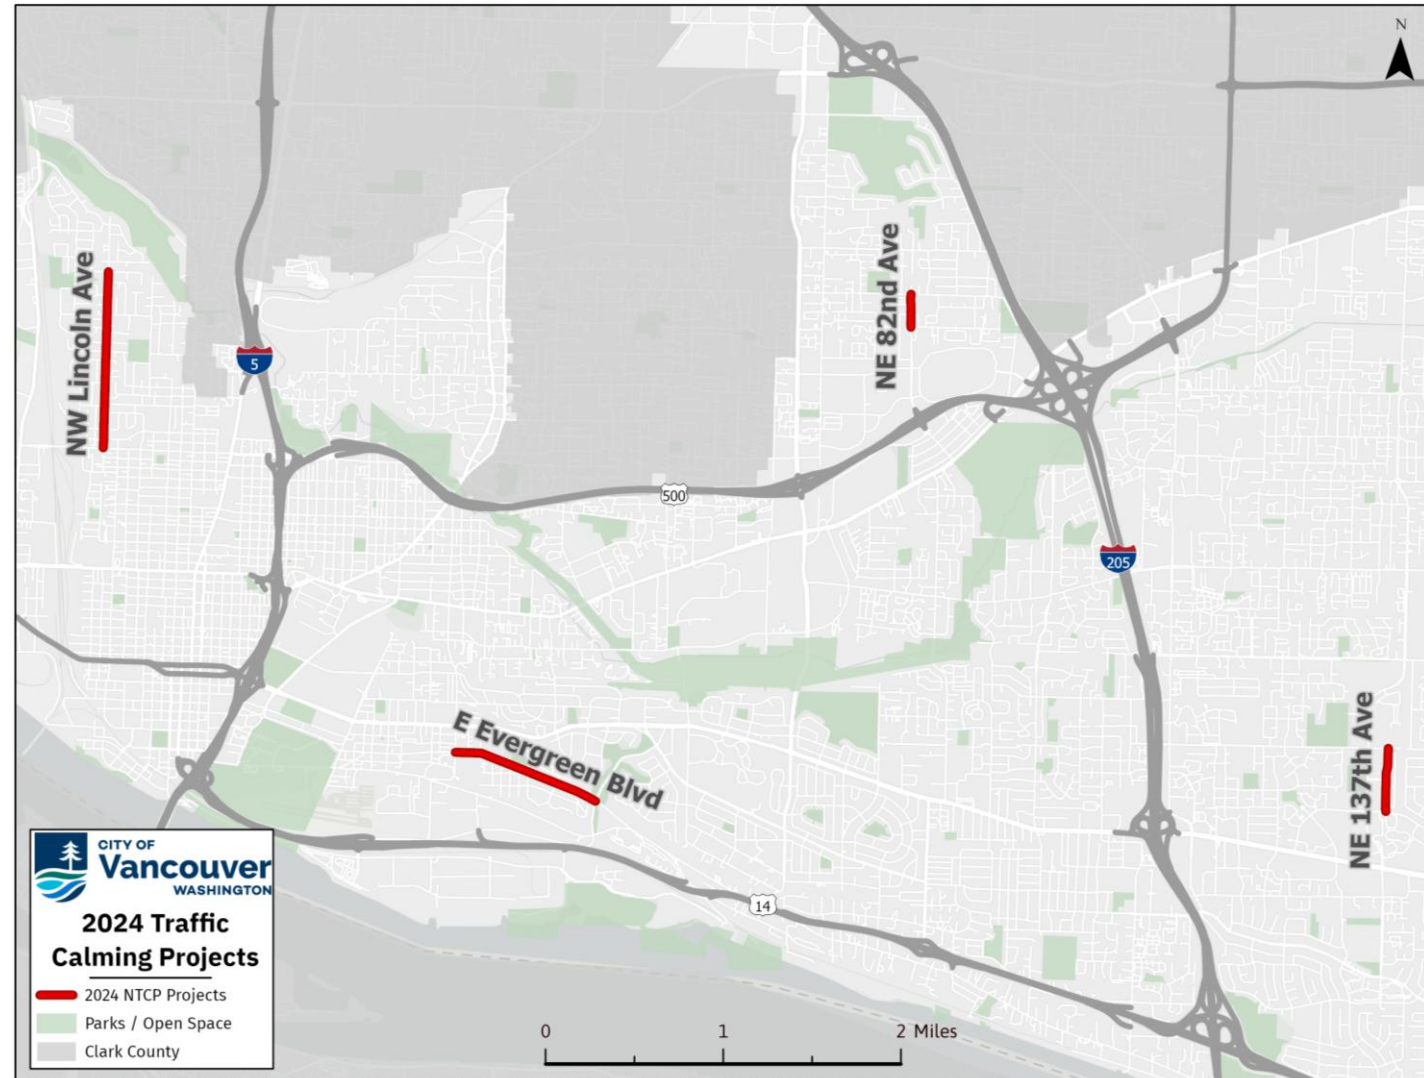 N
NE 82nd Ave
NW Lincoln Ave
5
500
205
E Evergreen Blvd
NE 137th Ave
14
CITY OF
Vancouver
WASHINGTON
2024 Traffic
Calming Projects
2024 NTCP Projects
Parks / Open Space
Clark County
0 1 2 Miles